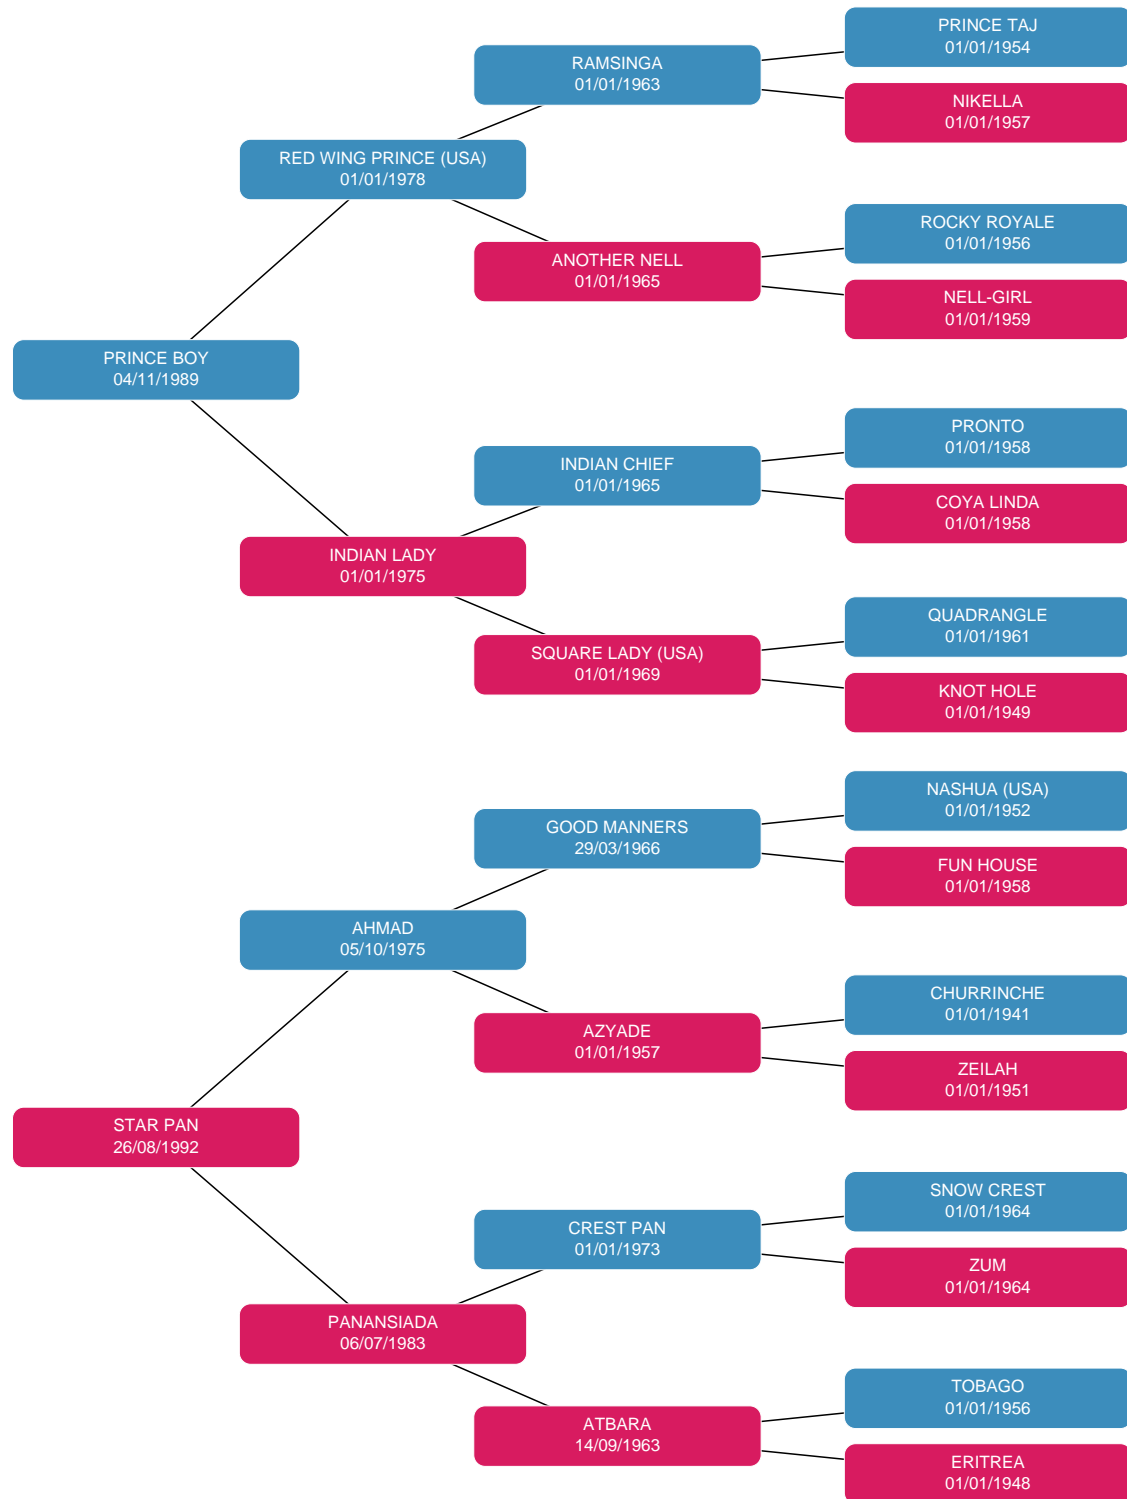 PRINCE TAJ
01/01/1954
RAMSINGA
01/01/1963
NIKELLA
01/01/1957
RED WING PRINCE (USA)
01/01/1978
ROCKY ROYALE
01/01/1956
ANOTHER NELL
01/01/1965
NELL-GIRL
01/01/1959
PRINCE BOY
04/11/1989
PRONTO
01/01/1958
INDIAN CHIEF
01/01/1965
COYA LINDA
01/01/1958
INDIAN LADY
01/01/1975
QUADRANGLE
01/01/1961
SQUARE LADY (USA)
01/01/1969
KNOT HOLE
01/01/1949
NASHUA (USA)
01/01/1952
GOOD MANNERS
29/03/1966
FUN HOUSE
01/01/1958
AHMAD
05/10/1975
CHURRINCHE
01/01/1941
AZYADE
01/01/1957
ZEILAH
01/01/1951
STAR PAN
26/08/1992
SNOW CREST
01/01/1964
CREST PAN
01/01/1973
ZUM
01/01/1964
PANANSIADA
06/07/1983
TOBAGO
01/01/1956
ATBARA
14/09/1963
ERITREA
01/01/1948